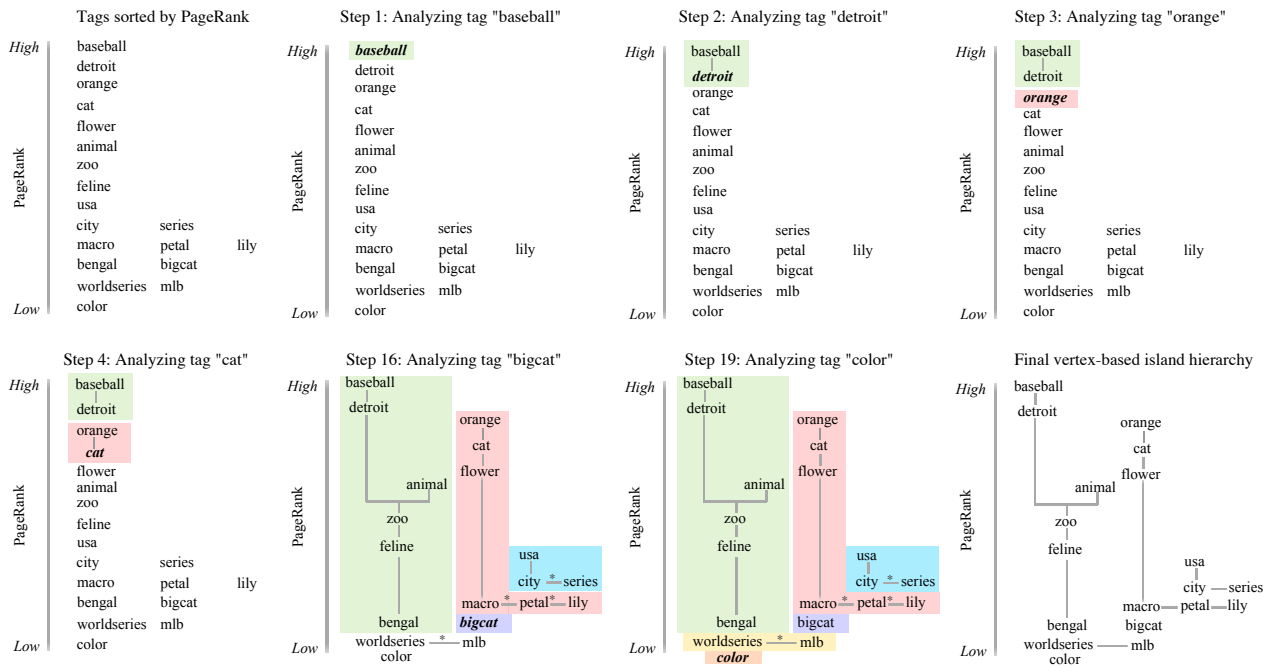 Tags sorted by PageRank
High
PageRank
Low
baseball
detroit
orange
cat
flower
animal
zoo
feline
usa
city series
macro petal lily
bengal bigcat
worldseries mlb
color
Step 1: Analyzing tag "baseball"
High
PageRank
Low
baseball
detroit
orange
cat
flower
animal
zoo
feline
usa
city series
macro petal lily
bengal bigcat
worldseries mlb
color
Step 2: Analyzing tag "detroit"
High
PageRank
Low
baseball
detroit
orange
cat
flower
animal
zoo
feline
usa
city series
macro petal lily
bengal bigcat
worldseries mlb
color
Step 3: Analyzing tag "orange"
High
PageRank
Low
baseball
detroit
orange
cat
flower
animal
zoo
feline
usa
city series
macro petal lily
bengal bigcat
worldseries mlb
color
Step 4: Analyzing tag "cat"
High
PageRank
Low
baseball
detroit
orange
cat
flower
animal
zoo
feline
usa
city series
macro petal lily
bengal bigcat
worldseries mlb
color
Step 16: Analyzing tag "bigcat"
High
PageRank
Low
baseball
detroit
orange
cat
flower
animal
zoo
feline
usa
city * series
macro * petal * lily
bengal bigcat
worldseries * mlb
color
Step 19: Analyzing tag "color"
High
PageRank
Low
baseball
detroit
orange
cat
flower
animal
zoo
feline
usa
city * series
macro * petal * lily
bengal bigcat
worldseries * mlb
color
Final vertex-based island hierarchy
High
PageRank
Low
baseball
detroit
orange
cat
flower
animal
zoo
feline
usa
city series
macro petal lily
bengal bigcat
worldseries mlb
color